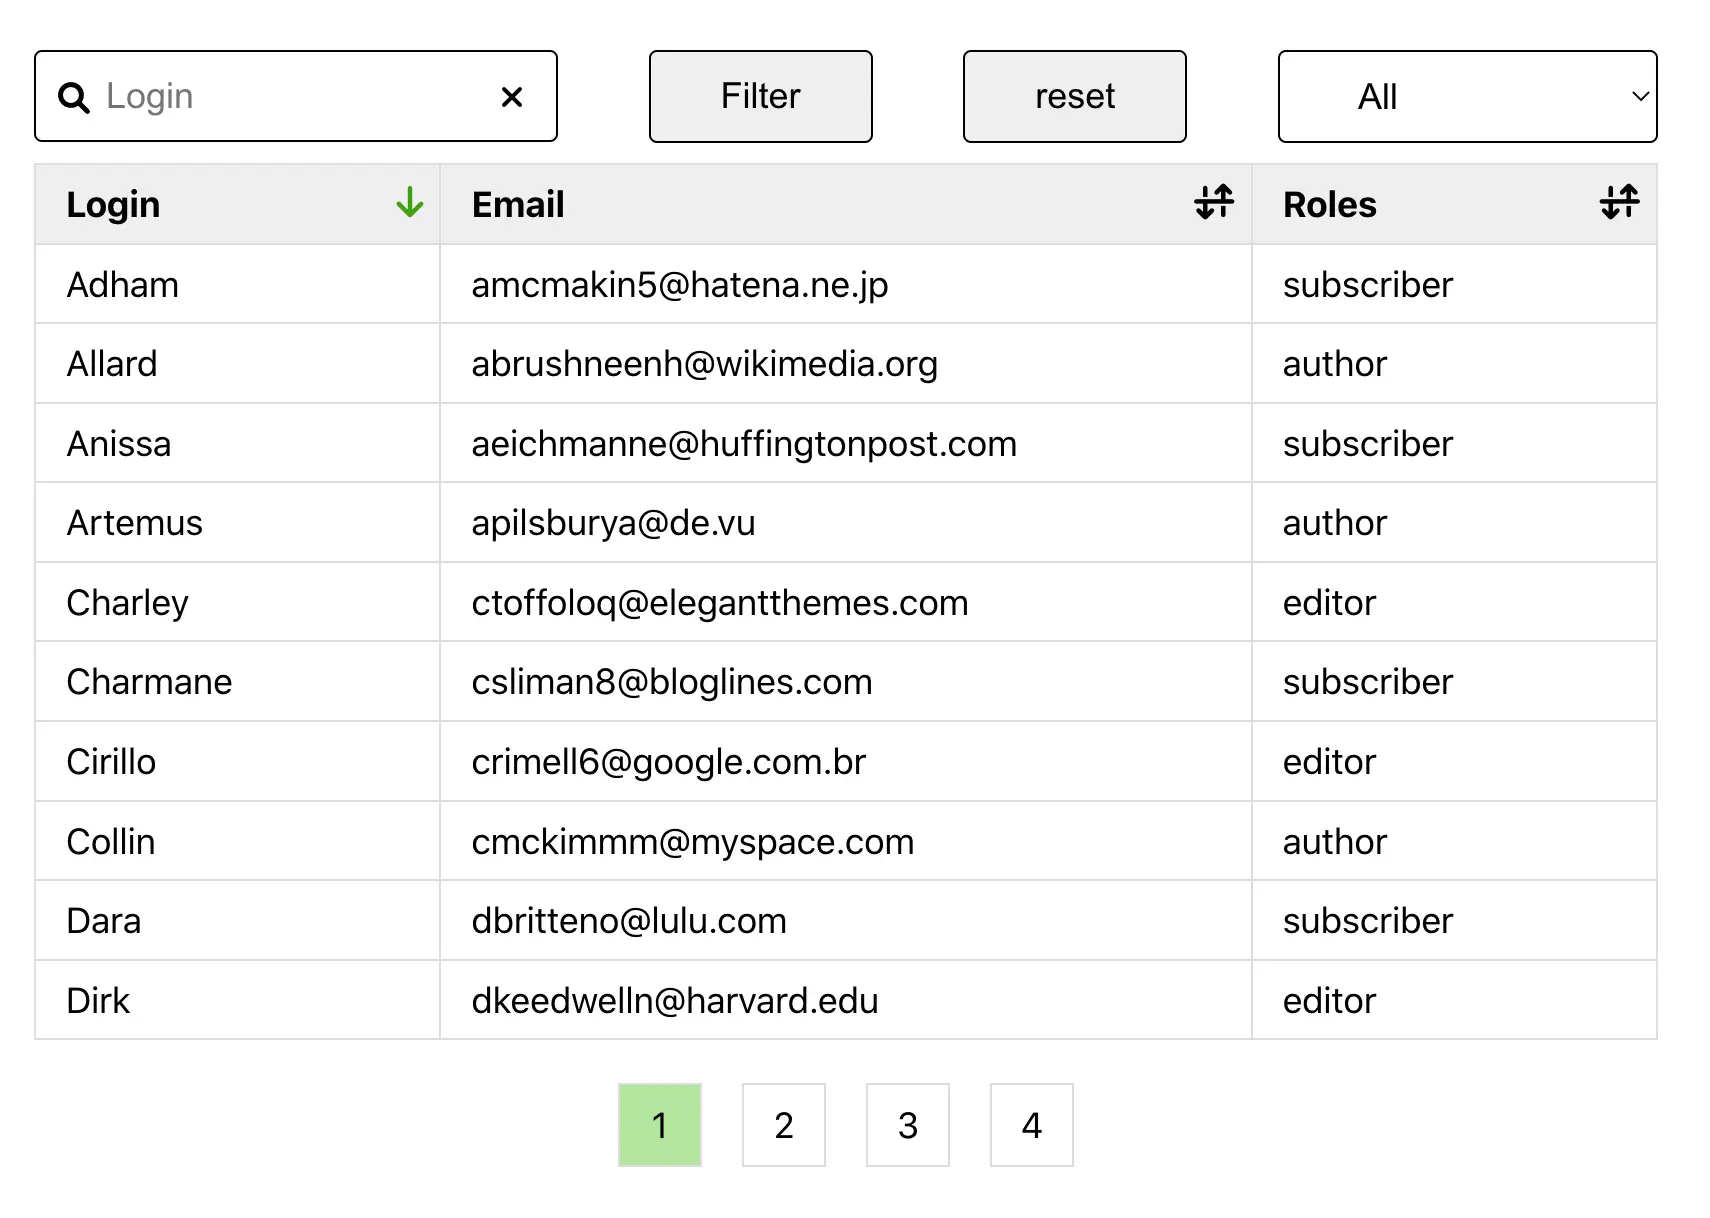 Login Filter reset All
Login Email Roles
Adham amcmakin5@hatena.ne.jp subscriber
Allard abrushneenh@wikimedia.org author
Anissa aeichmanne@huffingtonpost.com subscriber
Artemus apilsburya@de.vu author
Charley ctoffoloq@elegantthemes.com editor
Charmane csliman8@bloglines.com subscriber
Cirillo crimell6@google.com.br editor
Collin cmckimmm@myspace.com author
Dara dbritteno@lulu.com subscriber
Dirk dkeedwelln@harvard.edu editor
1 2 3 4